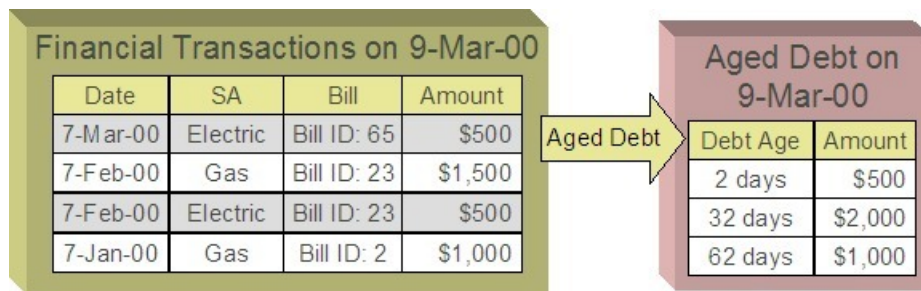 Financial Transactions on 9-Mar-00
Date SA Bill Amount
7-Mar-00 Electric Bill ID: 65 $500
7-Feb-00 Gas Bill ID: 23 $1,500
7-Feb-00 Electric Bill ID: 23 $500
7-Jan-00 Gas Bill ID: 2 $1,000
Aged Debt
Aged Debt on
9-Mar-00
Debt Age Amount
2 days $500
32 days $2,000
62 days $1,000